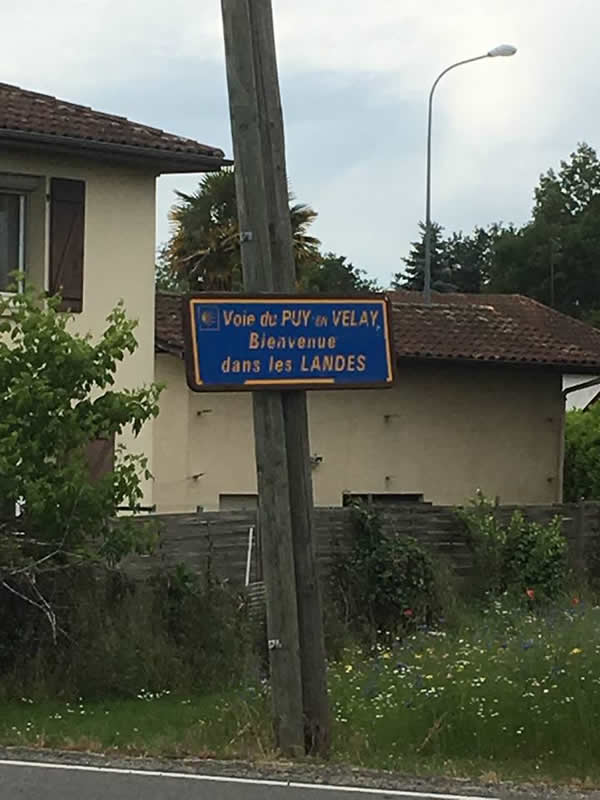 Voie du PUY EN VELAY
Bienvenue
dans les LANDES